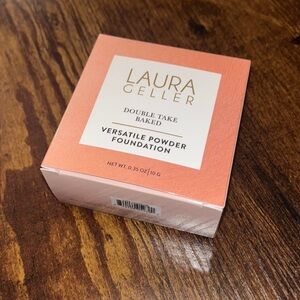 LAURA
GELLER
DOUBLE TAKE
BAKED
VERSATILE POWDER
FOUNDATION
NET WT. 0.35 OZ|10 G